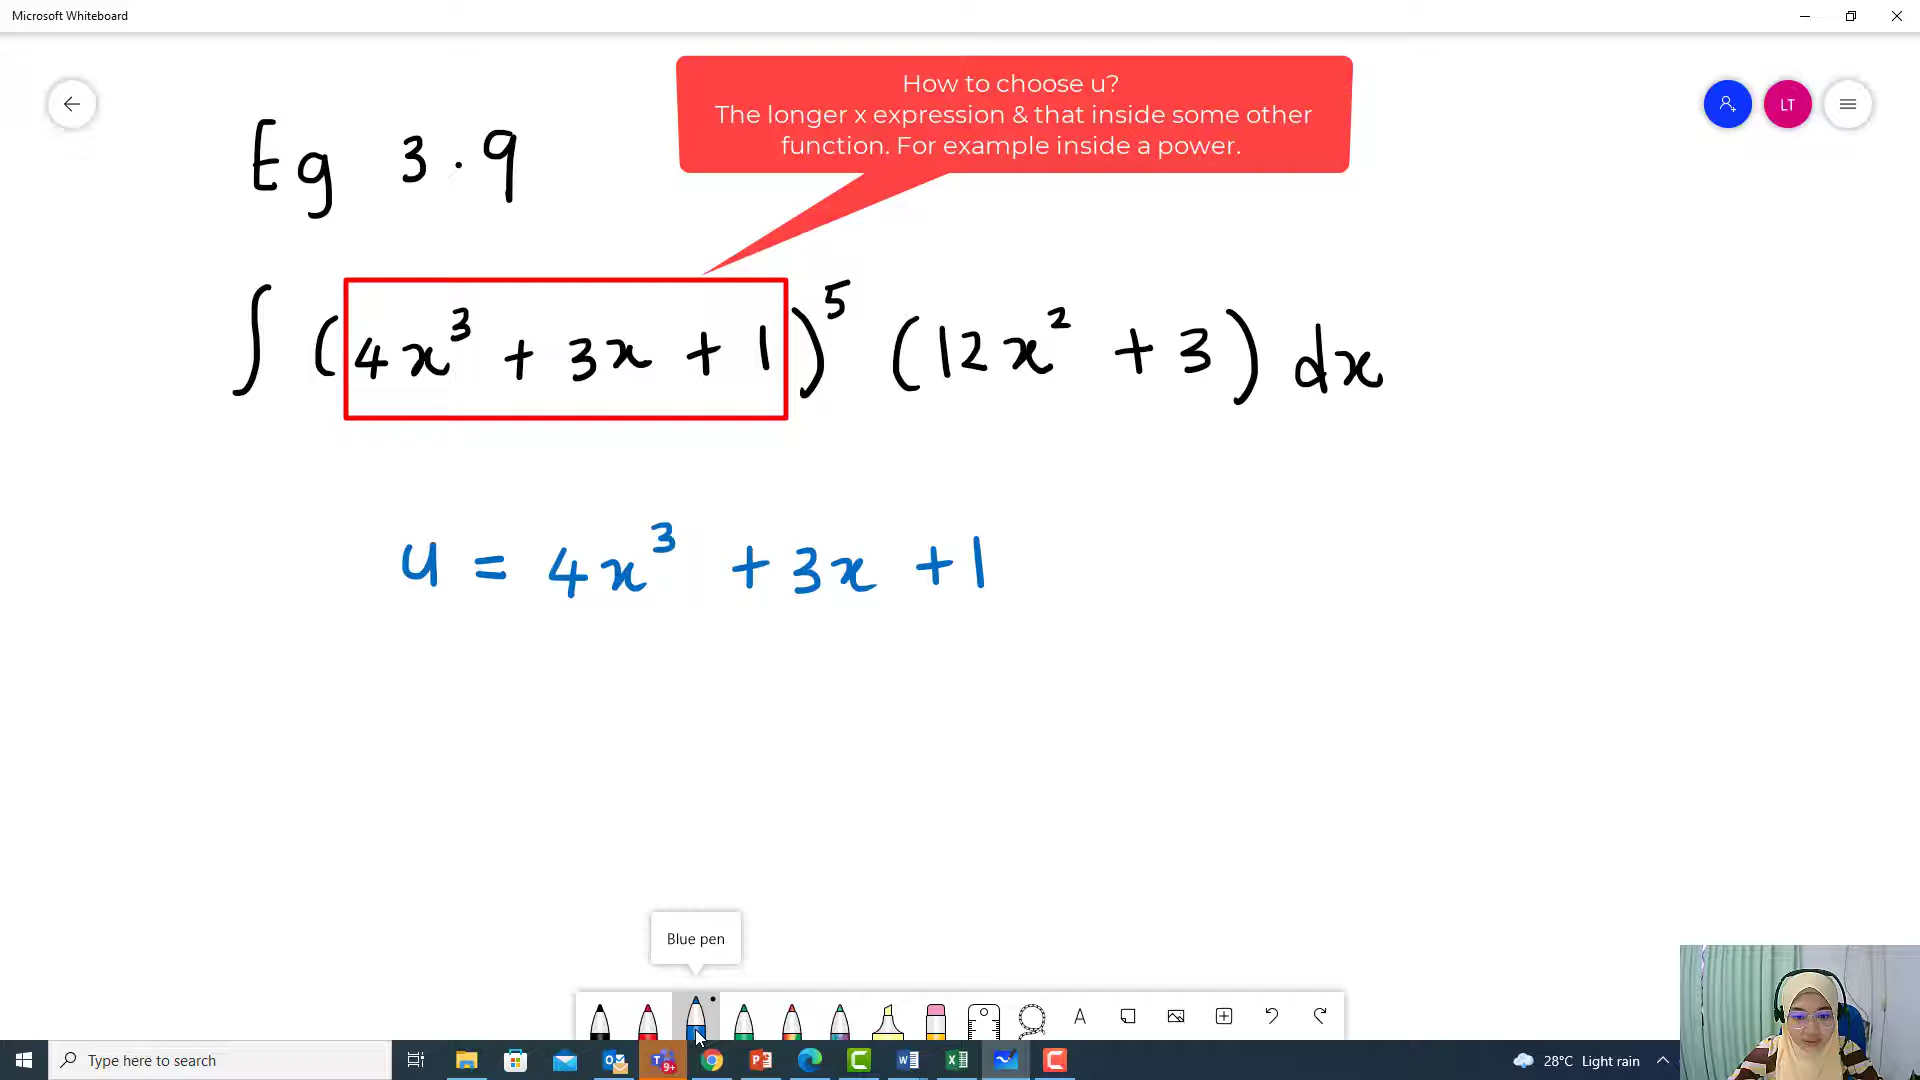 Microsoft Whiteboard
How to choose u?
The longer x expression & that inside some other
function. For example inside a power.
LT
Eg 3.9
∫ (4x³ + 3x + 1)⁵ (12x² + 3) dx
u = 4x³ + 3x + 1
Blue pen
A
Type here to search
9+
28°C Light rain